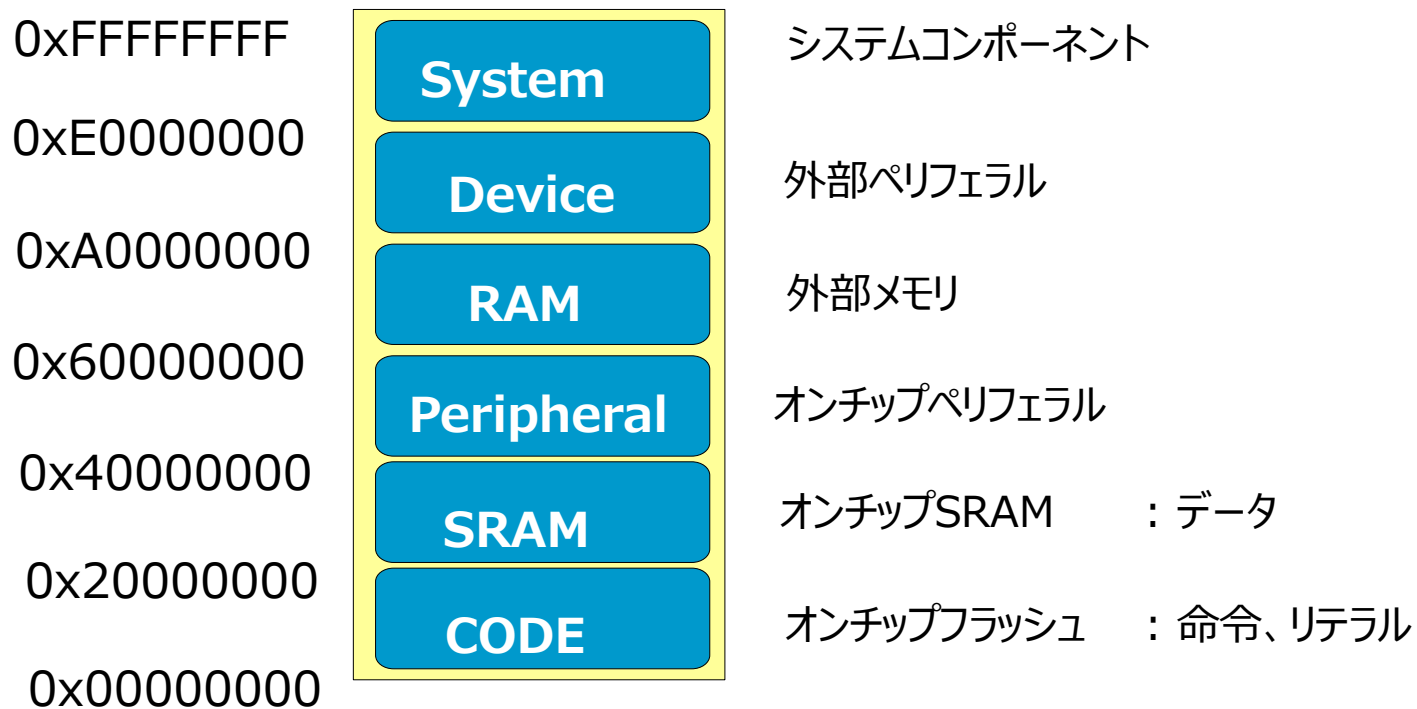 0xFFFFFFFF
System
システムコンポーネント
0xE0000000
Device
外部ペリフェラル
0xA0000000
RAM
外部メモリ
0x60000000
Peripheral
オンチップペリフェラル
0x40000000
SRAM
オンチップSRAM : データ
0x20000000
CODE
オンチップフラッシュ : 命令、リテラル
0x00000000